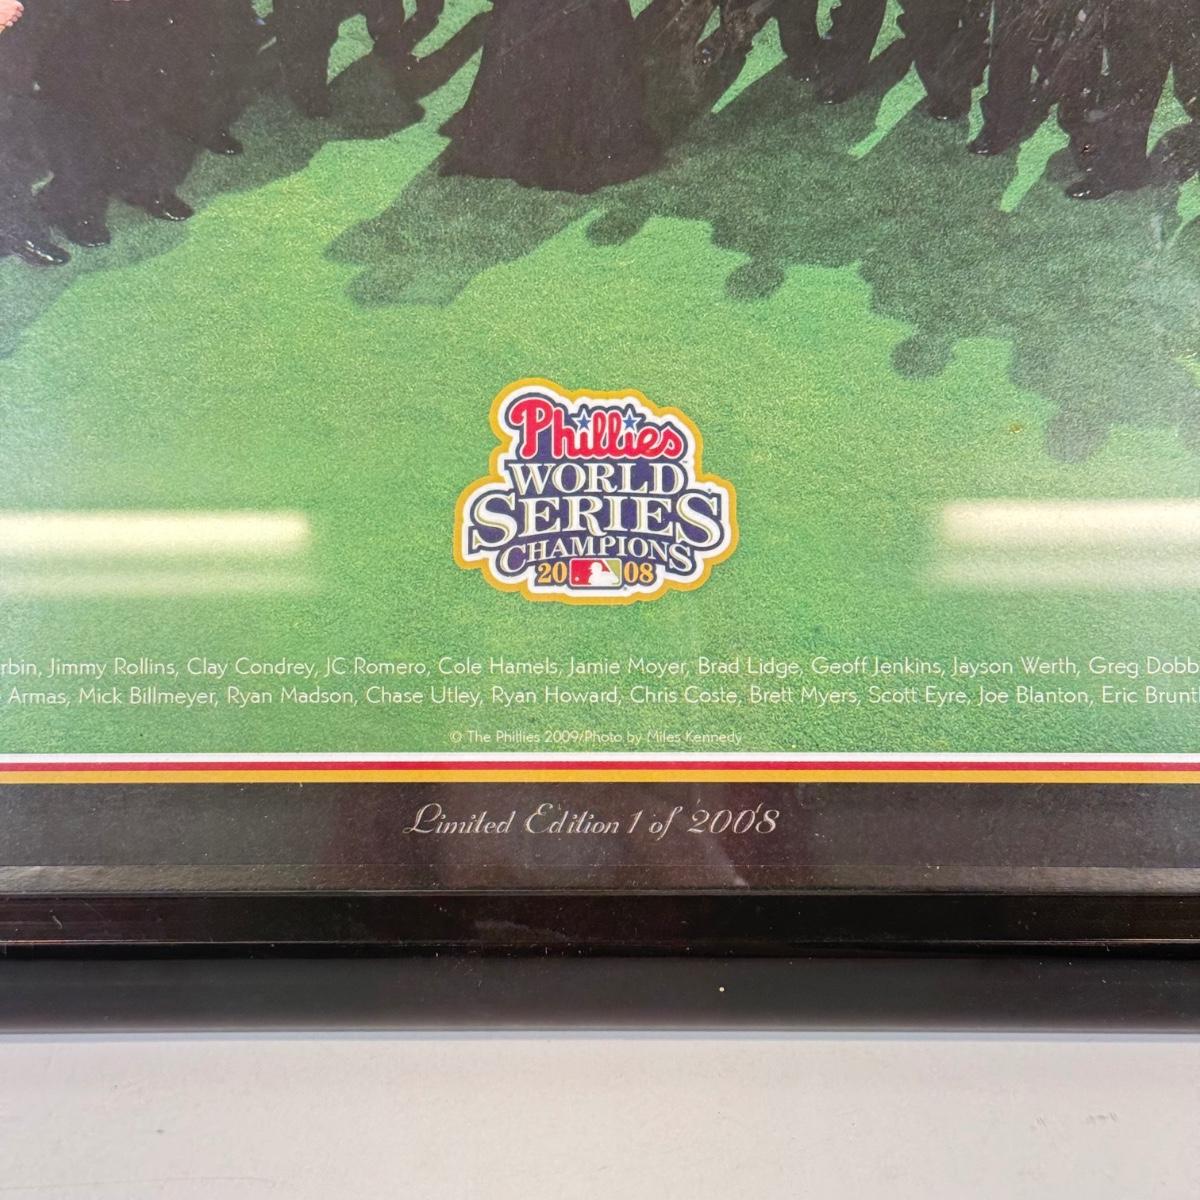 Phillies
WORLD
SERIES
CHAMPIONS
2008
rbin, Jimmy Rollins, Clay Condrey, JC Romero, Cole Hamels, Jamie Moyer, Brad Lidge, Geoff Jenkins, Jayson Werth, Greg Dobb
Armas, Mick Billmeyer, Ryan Madson, Chase Utley, Ryan Howard, Chris Coste, Brett Myers, Scott Eyre, Joe Blanton, Eric Brunt
© The Phillies 2009/Photo by Miles Kennedy
Limited Edition 1 of 2008